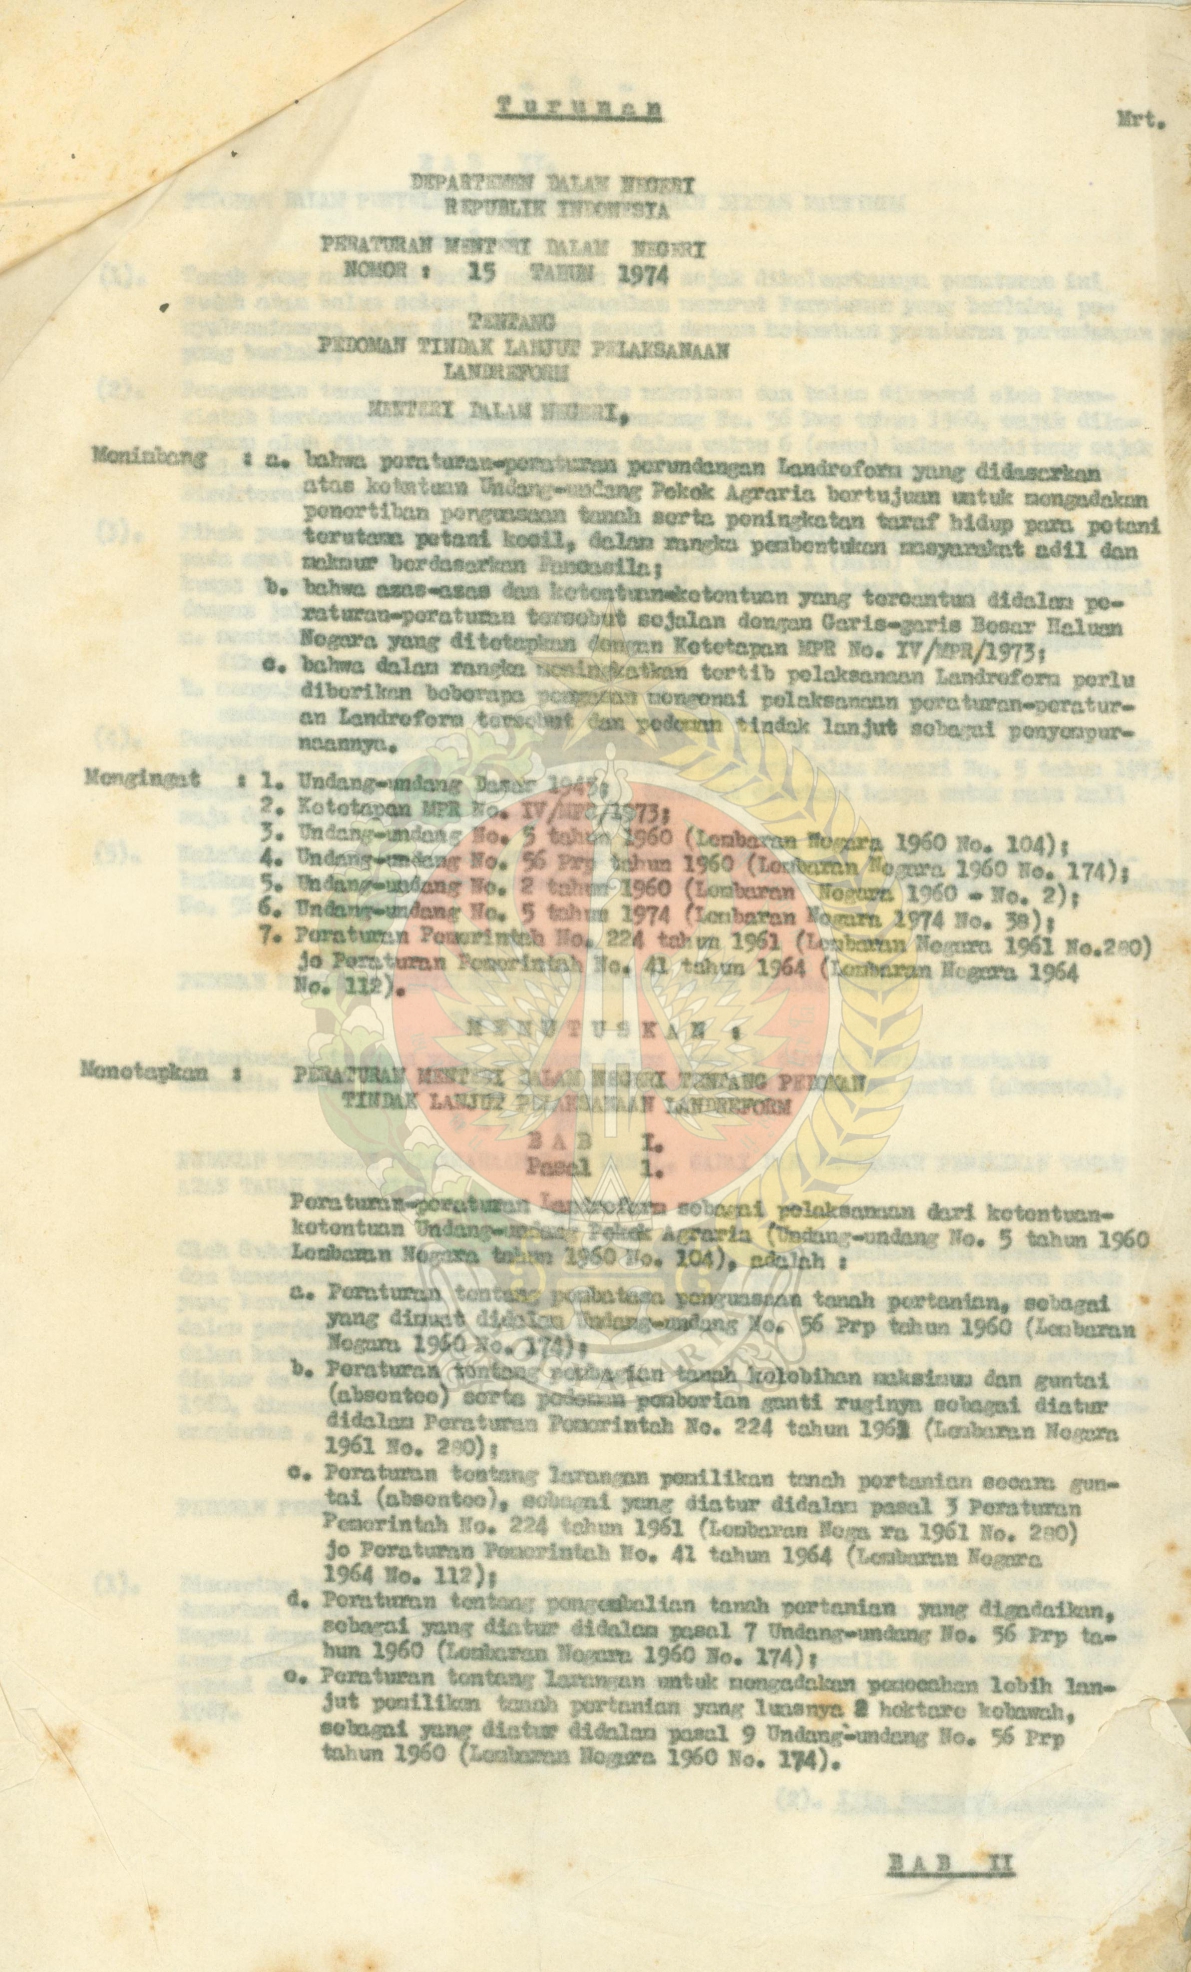 Turunan
Mrt.
DEPARTEMEN DALAM NEGERI
REPUBLIK INDONESIA
PERATURAN MENTERI DALAM NEGERI
NOMOR : 15 TAHUN 1974
TENTANG
PEDOMAN TINDAK LANJUT PELAKSANAAN
LANDREFORM
MENTERI DALAM NEGERI,
Menimbang : a. bahwa peraturan-peraturan perundangan Landreform yang didasarkan
atas ketentuan Undang-undang Pokok Agraria bertujuan untuk mengadakan
penertiban penguasaan tanah serta peningkatan taraf hidup para petani
terutama petani kecil, dalam rangka pembentukan masyarakat adil dan
makmur berdasarkan Pancasila;
b. bahwa azas-azas dan ketentuan-ketentuan yang tercantum didalam pe-
raturan-peraturan tersebut sejalan dengan Garis-garis Besar Haluan
Negara yang ditetapkan dengan Ketetapan MPR No. IV/MPR/1973;
c. bahwa dalam rangka meningkatkan tertib pelaksanaan Landreform perlu
diberikan beberapa penegasan mengenai pelaksanaan peraturan-peratur-
an Landreform tersebut dan pedoman tindak lanjut sebagai penyempur-
naannya.
Mengingat : 1. Undang-undang Dasar 1945;
2. Ketetapan MPR No. IV/MPR/1973;
3. Undang-undang No. 5 tahun 1960 (Lembaran Negara 1960 No. 104);
4. Undang-undang No. 56 Prp tahun 1960 (Lembaran Negara 1960 No. 174);
5. Undang-undang No. 2 tahun 1960 (Lembaran Negara 1960 - No. 2);
6. Undang-undang No. 5 tahun 1974 (Lembaran Negara 1974 No. 38);
7. Peraturan Pemerintah No. 224 tahun 1961 (Lembaran Negara 1961 No.280)
jo Peraturan Pemerintah No. 41 tahun 1964 (Lembaran Negara 1964
No. 112).
M E M U T U S K A N :
Menetapkan : PERATURAN MENTERI DALAM NEGERI TENTANG PEDOMAN
TINDAK LANJUT PELAKSANAAN LANDREFORM
B A B I.
Pasal 1.
Peraturan-peraturan Landreform sebagai pelaksanaan dari ketentuan-
ketentuan Undang-undang Pokok Agraria (Undang-undang No. 5 tahun 1960
Lembaran Negara tahun 1960 No. 104), adalah :
a. Peraturan tentang pembatasa penguasaan tanah pertanian, sebagai
yang dimuat didalam Undang-undang No. 56 Prp tahun 1960 (Lembaran
Negara 1960 No. 174);
b. Peraturan tentang pembagian tanah kelebihan maksimum dan guntai
(absentee) serta pedoman pemberian ganti ruginya sebagai diatur
didalam Peraturan Pemerintah No. 224 tahun 1961 (Lembaran Negara
1961 No. 280);
c. Peraturan tentang larangan pemilikan tanah pertanian secara gun-
tai (absentee), sebagai yang diatur didalam pasal 3 Peraturan
Pemerintah No. 224 tahun 1961 (Lembaran Nega ra 1961 No. 280)
jo Peraturan Pemerintah No. 41 tahun 1964 (Lembaran Negara
1964 No. 112);
d. Peraturan tentang pengembalian tanah pertanian yang digadaikan,
sebagai yang diatur didalam pasal 7 Undang-undang No. 56 Prp ta-
hun 1960 (Lembaran Negara 1960 No. 174);
e. Peraturan tentang larangan untuk mengadakan pemecahan lebih lan-
jut pemilikan tanah pertanian yang luasnya 2 hektare kebawah,
sebagai yang diatur didalam pasal 9 Undang-undang No. 56 Prp
tahun 1960 (Lembaran Negara 1960 No. 174).
B A B II